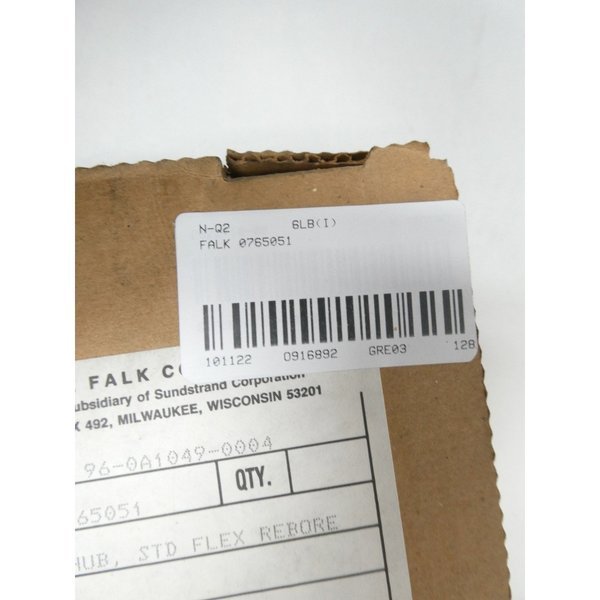 N-Q2 6LB(I)
FALK 0765051
101122 0916892 GRE03 128
FALK CO
ubsidiary of Sundstrand Corporation
X 492, MILWAUKEE, WISCONSIN 53201
96-0A1049-0004
QTY.
65051
HUB, STD FLEX REBORE